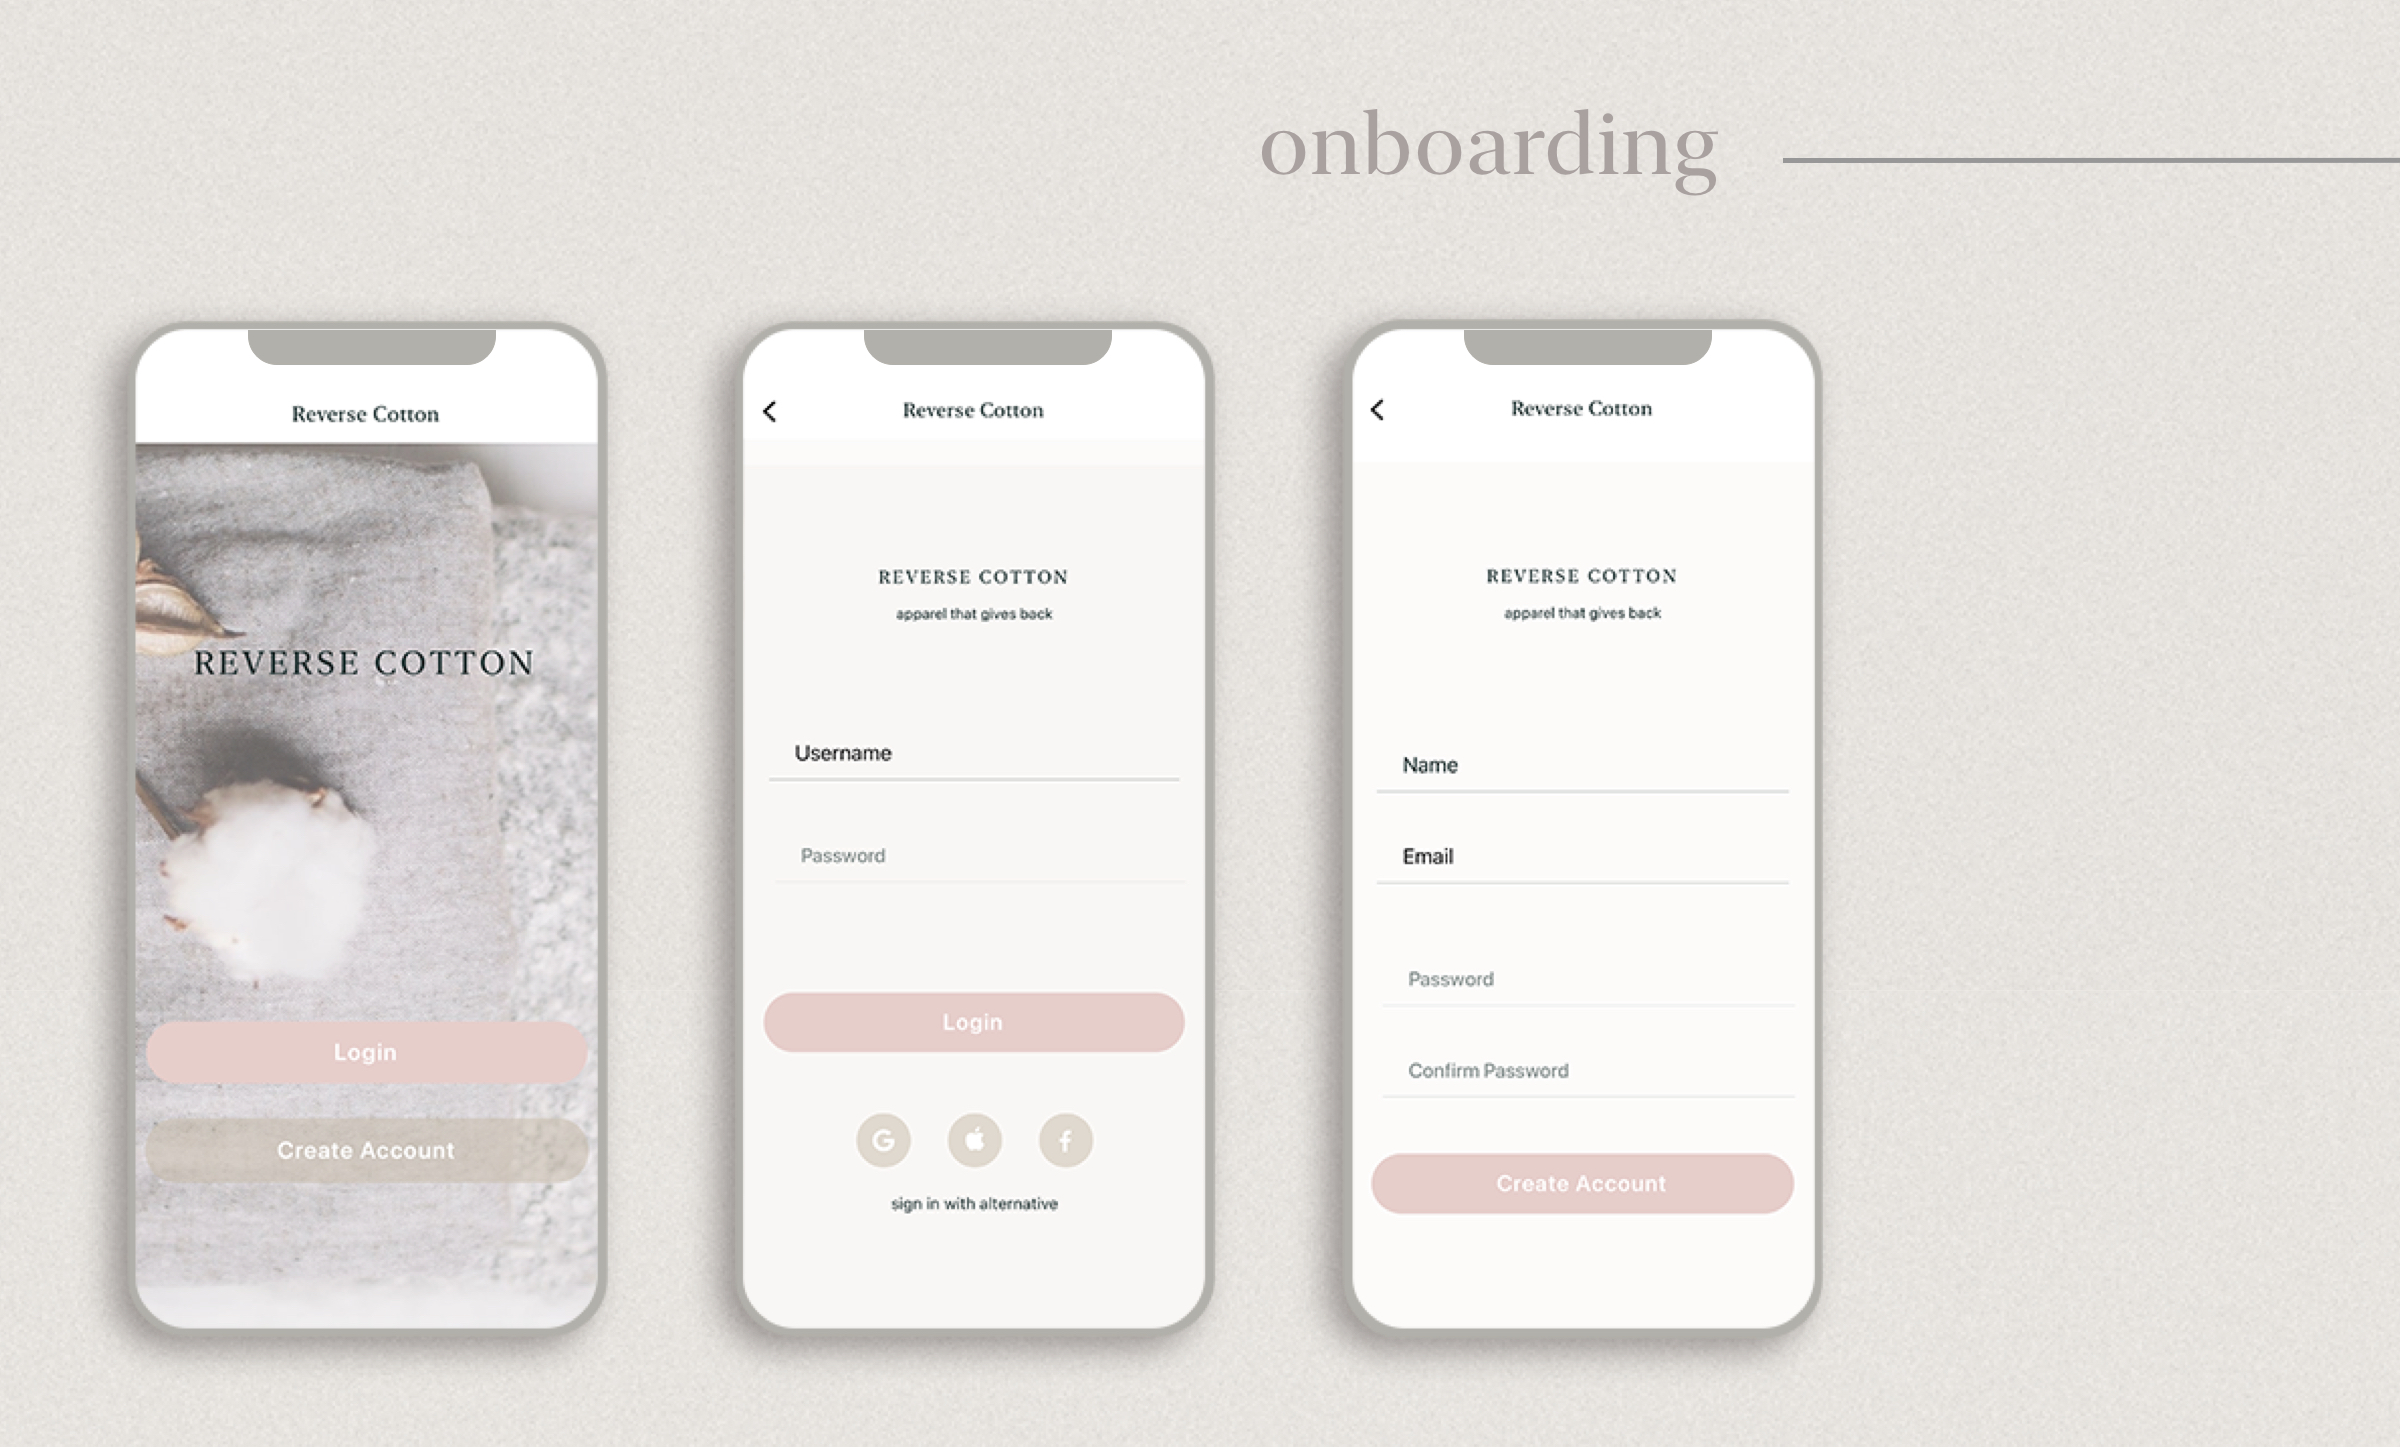 onboarding
Reverse Cotton
REVERSE COTTON
Login
Create Account
Reverse Cotton
REVERSE COTTON
apparel that gives back
Username
Password
Login
sign in with alternative
Reverse Cotton
REVERSE COTTON
apparel that gives back
Name
Email
Password
Confirm Password
Create Account